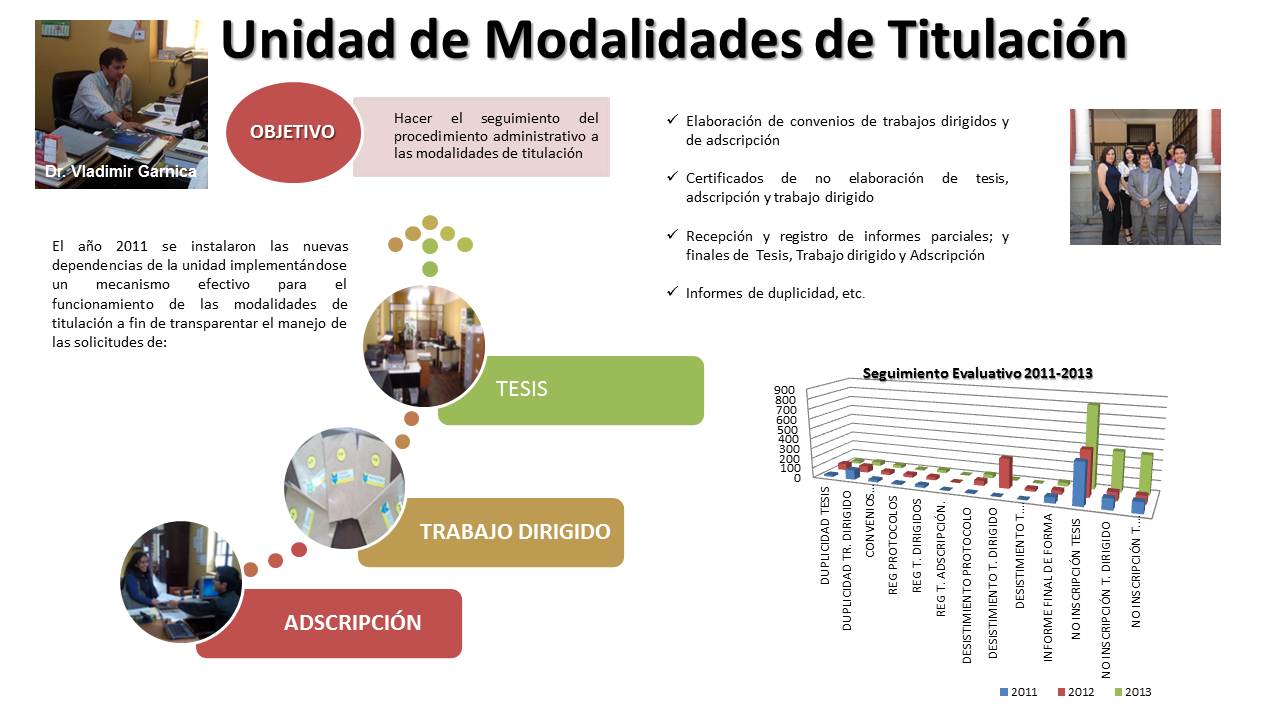 Unidad de Modalidades de Titulación
Dr. Vladimir Garnica
OBJETIVO
Hacer el seguimiento del
procedimiento administrativo a
las modalidades de titulación
El año 2011 se instalaron las nuevas
dependencias de la unidad implementándose
un mecanismo efectivo para el
funcionamiento de las modalidades de
titulación a fin de transparentar el manejo de
las solicitudes de:
TESIS
TRABAJO DIRIGIDO
ADSCRIPCIÓN
✓ Elaboración de convenios de trabajos dirigidos y
de adscripción
✓ Certificados de no elaboración de tesis,
adscripción y trabajo dirigido
✓ Recepción y registro de informes parciales; y
finales de Tesis, Trabajo dirigido y Adscripción
✓ Informes de duplicidad, etc.
Seguimiento Evaluativo 2011-2013
900
800
700
600
500
400
300
200
100
0
DUPLICIDAD TESIS
DUPLICIDAD TR. DIRIGIDO
CONVENIOS...
REG PROTOCOLOS
REG T. DIRIGIDOS
REG T. ADSCRIPCIÓN.
DESISTIMIENTO PROTOCOLO
DESISTIMIENTO T. DIRIGIDO
DESISTIMIENTO T....
INFORME FINAL DE FORMA
NO INSCRIPCIÓN TESIS
NO INSCRIPCIÓN T. DIRIGIDO
NO INSCRIPCIÓN T....
2011
2012
2013